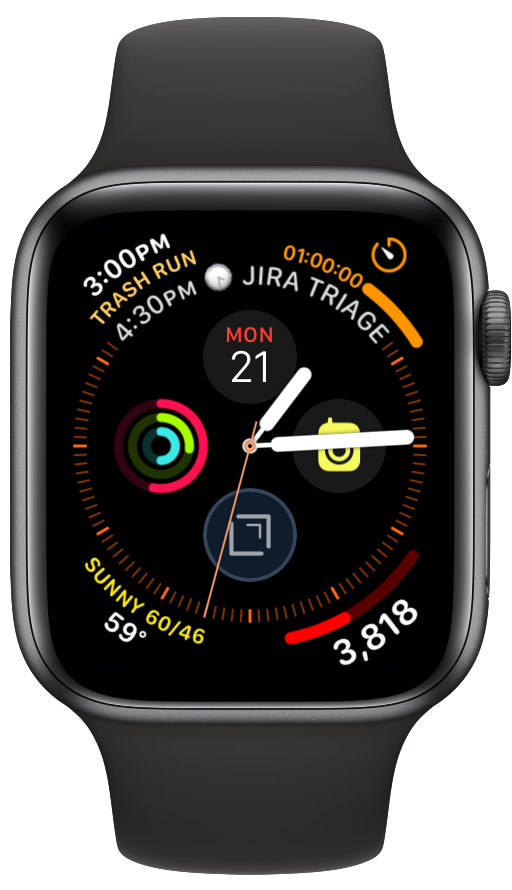 3:00PM
TRASH RUN
4:30PM
JIRA TRIAGE
01:00:00
MON
21
SUNNY 60/46
59°
3,818